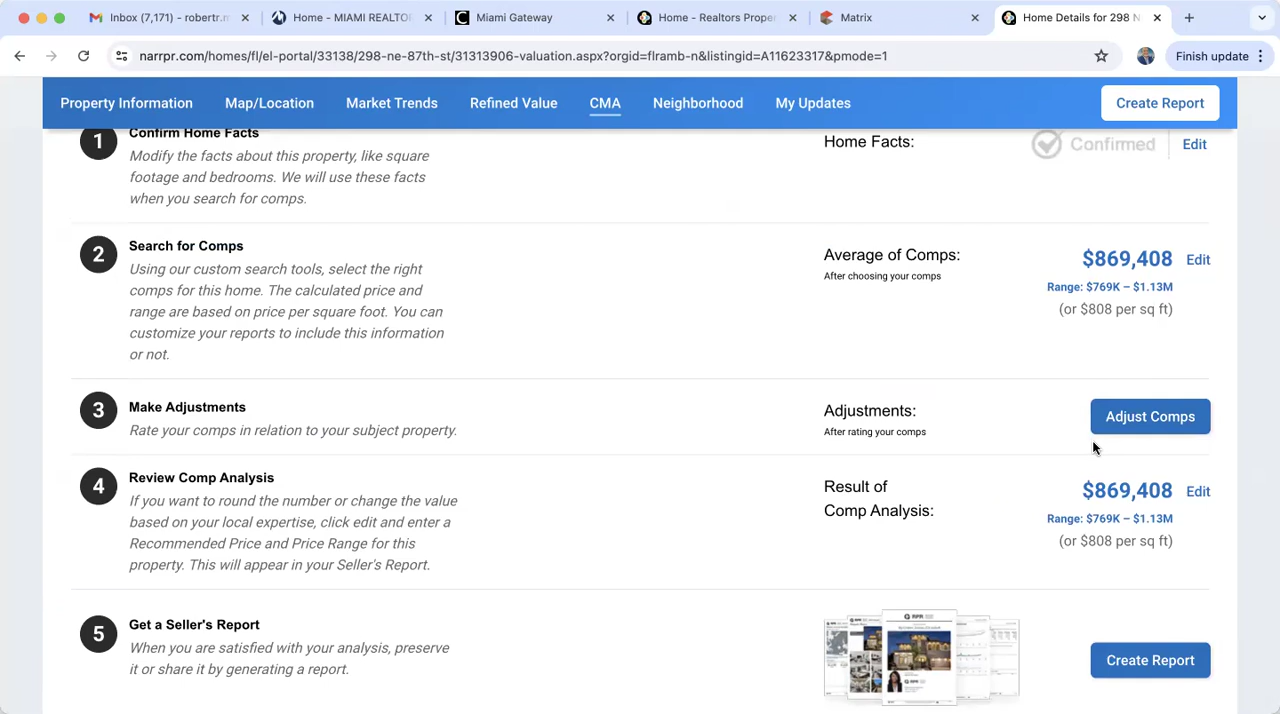 Inbox (7,171) – robertr.m
Home - MIAMI REALTO
Miami Gateway
Home - Realtors Proper
Matrix
Home Details for 298 N
narrpr.com/homes/fl/el-portal/33138/298-ne-87th-st/31313906-valuation.aspx?orgid=flramb-n&listingid=A11623317&pmode=1
Finish update
Property Information
Map/Location
Market Trends
Refined Value
CMA
Neighborhood
My Updates
Create Report
1
Confirm Home Facts
Modify the facts about this property, like square
footage and bedrooms. We will use these facts
when you search for comps.
Home Facts:
Confirmed
Edit
2
Search for Comps
Using our custom search tools, select the right
comps for this home. The calculated price and
range are based on price per square foot. You can
customize your reports to include this information
or not.
Average of Comps:
After choosing your comps
$869,408 Edit
Range: $769K – $1.13M
(or $808 per sq ft)
3
Make Adjustments
Rate your comps in relation to your subject property.
Adjustments:
After rating your comps
Adjust Comps
4
Review Comp Analysis
If you want to round the number or change the value
based on your local expertise, click edit and enter a
Recommended Price and Price Range for this
property. This will appear in your Seller's Report.
Result of
Comp Analysis:
$869,408 Edit
Range: $769K – $1.13M
(or $808 per sq ft)
5
Get a Seller's Report
When you are satisfied with your analysis, preserve
it or share it by generating a report.
RPR
Create Report